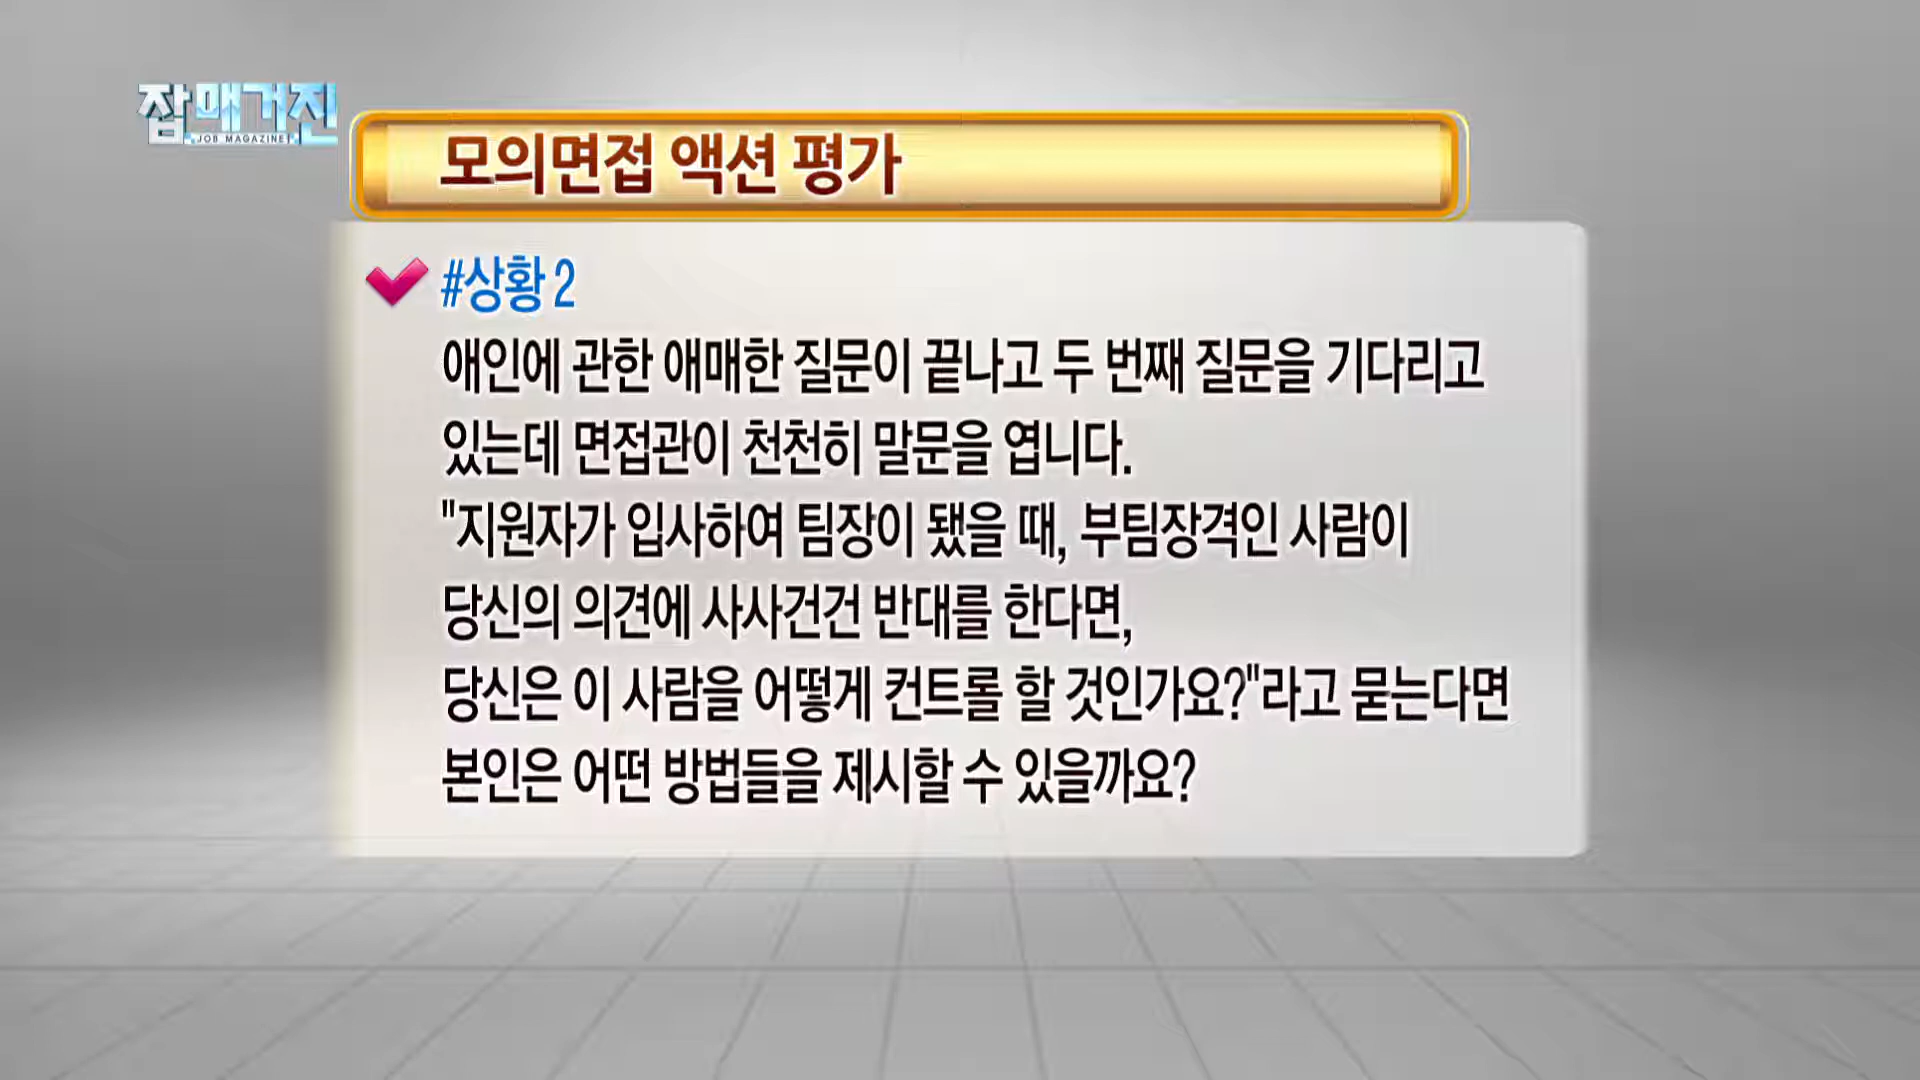 잡매거진
JOB MAGAZINE
모의면접 액션 평가
#상황 2
애인에 관한 애매한 질문이 끝나고 두 번째 질문을 기다리고
있는데 면접관이 천천히 말문을 엽니다.
"지원자가 입사하여 팀장이 됐을 때, 부팀장격인 사람이
당신의 의견에 사사건건 반대를 한다면,
당신은 이 사람을 어떻게 컨트롤 할 것인가요?"라고 묻는다면
본인은 어떤 방법들을 제시할 수 있을까요?